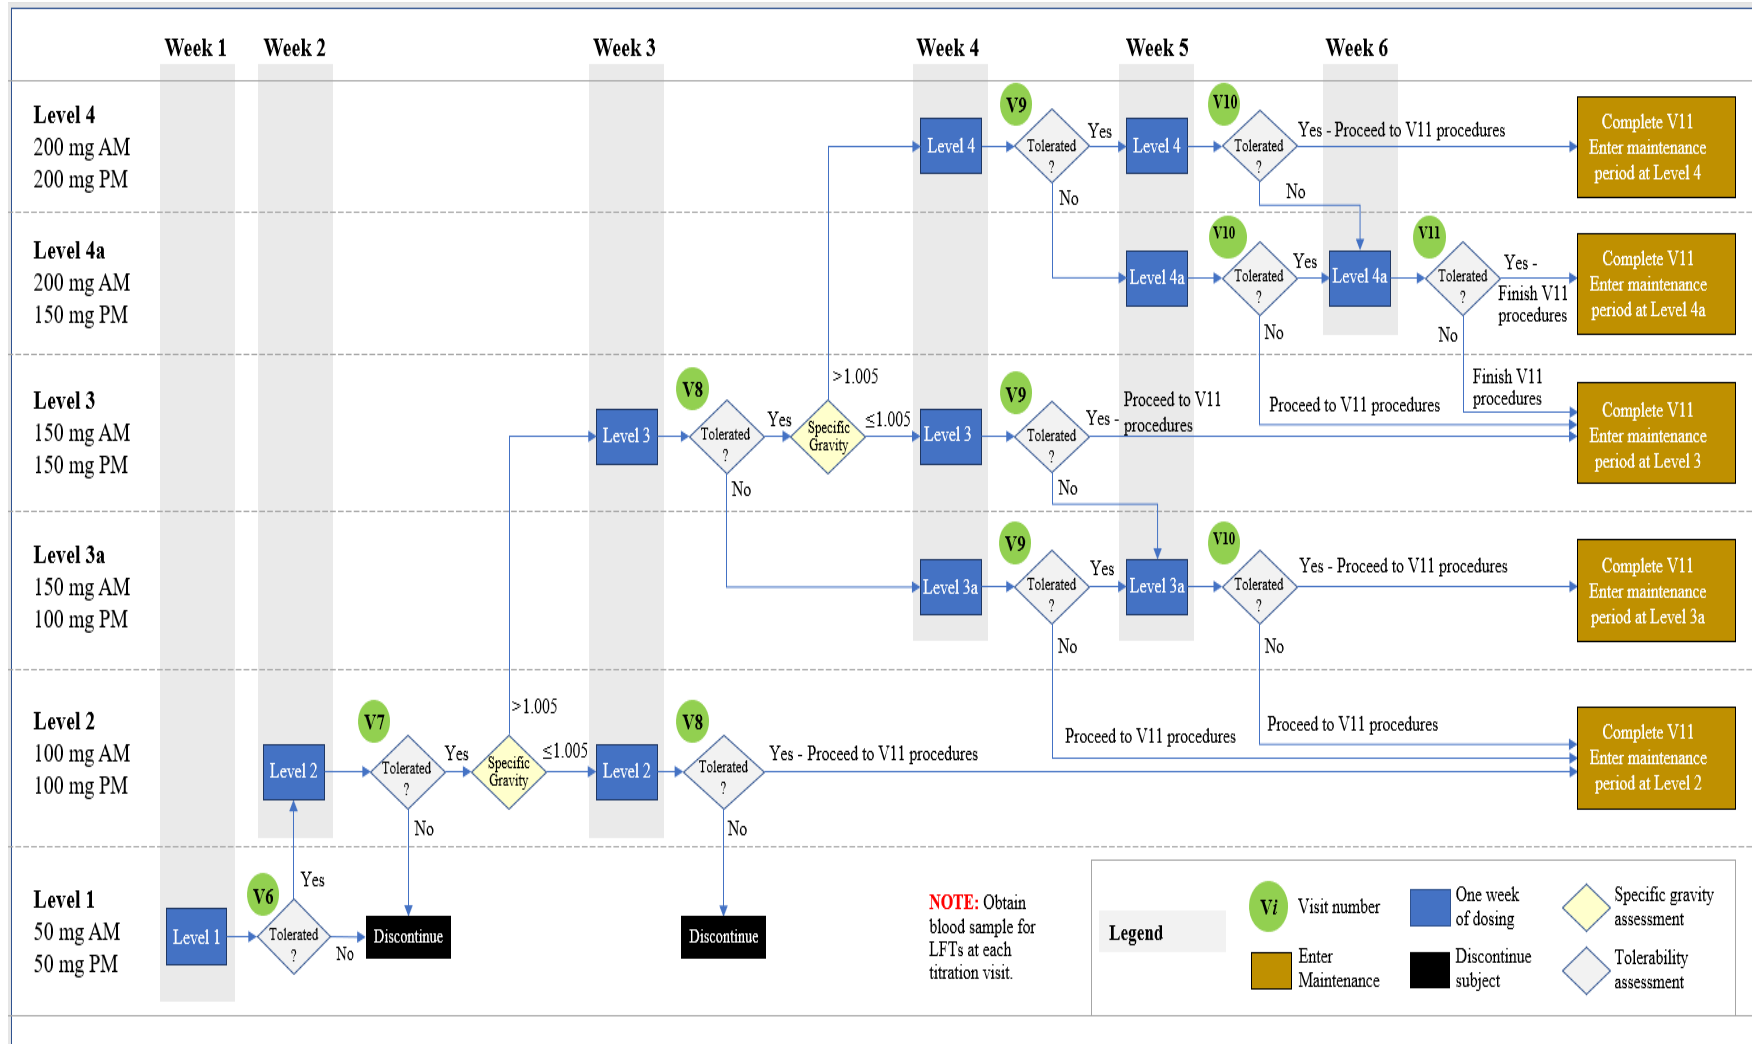 Week 1
Week 2
Week 3
Week 4
Week 5
Week 6
Level 4
200 mg AM
200 mg PM
Level 4
V9
Tolerated
?
Yes
No
Level 4
V10
Tolerated
?
Yes - Proceed to V11 procedures
No
Complete V11
Enter maintenance
period at Level 4
Level 4a
200 mg AM
150 mg PM
Level 4a
V10
Tolerated
?
Yes
No
Level 4a
V11
Tolerated
?
Yes -
Finish V11
procedures
No
Complete V11
Enter maintenance
period at Level 4a
Level 3
150 mg AM
150 mg PM
Level 3
V8
Tolerated
?
Yes
No
>1.005
Specific
Gravity
≤1.005
Level 3
V9
Tolerated
?
Yes -
Proceed to V11
procedures
No
Proceed to V11 procedures
Finish V11
procedures
Complete V11
Enter maintenance
period at Level 3
Level 3a
150 mg AM
100 mg PM
Level 3a
V9
Tolerated
?
Yes
No
Level 3a
V10
Tolerated
?
Yes - Proceed to V11 procedures
No
Complete V11
Enter maintenance
period at Level 3a
Level 2
100 mg AM
100 mg PM
Level 2
V7
Tolerated
?
Yes
No
>1.005
Specific
Gravity
≤1.005
Level 2
V8
Tolerated
?
Yes - Proceed to V11 procedures
No
Proceed to V11 procedures
Proceed to V11 procedures
Complete V11
Enter maintenance
period at Level 2
Level 1
50 mg AM
50 mg PM
Level 1
V6
Tolerated
?
Yes
No
Discontinue
Discontinue
NOTE: Obtain
blood sample for
LFTs at each
titration visit.
Legend
Vi
Visit number
One week
of dosing
Specific gravity
assessment
Enter
Maintenance
Discontinue
subject
Tolerability
assessment